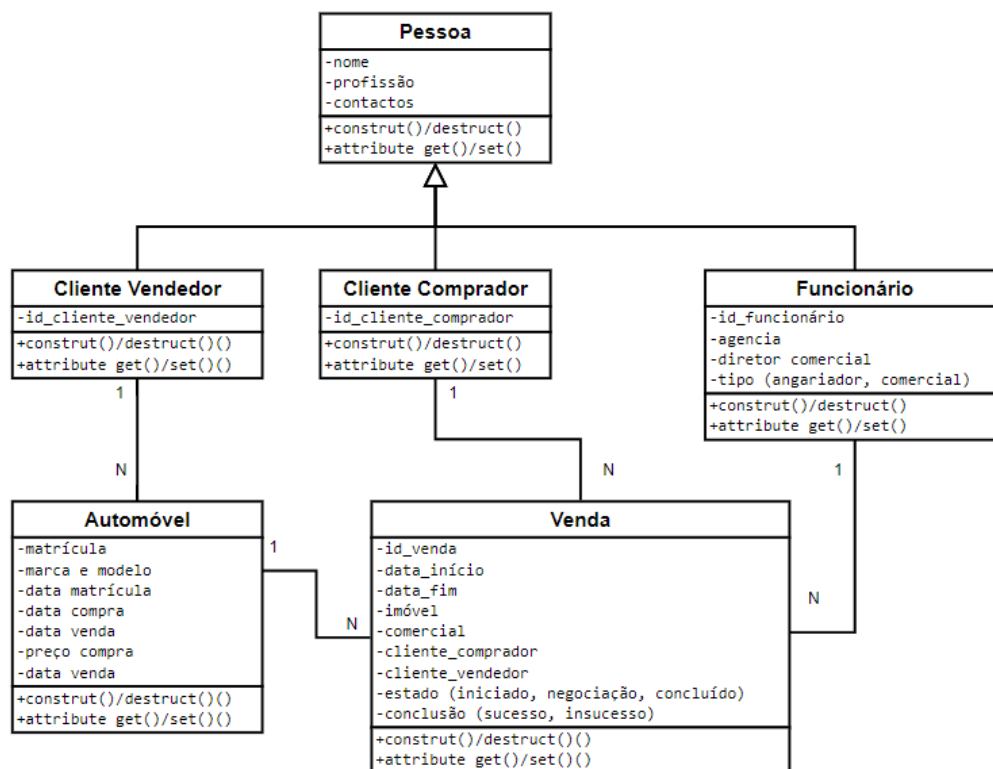 Pessoa
-nome
-profissão
-contactos
+construt()/destruct()
+attribute get()/set()
Cliente Vendedor
-id_cliente_vendedor
+construt()/destruct()()
+attribute get()/set()()
Cliente Comprador
-id_cliente_comprador
+construt()/destruct()
+attribute get()/set()
Funcionário
-id_funcionário
-agencia
-diretor comercial
-tipo (angariador, comercial)
+construt()/destruct()
+attribute get()/set()
1
N
1
N
1
N
Automóvel
-matrícula
-marca e modelo
-data matrícula
-data compra
-data venda
-preço compra
-data venda
+construt()/destruct()()
+attribute get()/set()()
1
N
Venda
-id_venda
-data_início
-data_fim
-imóvel
-comercial
-cliente_comprador
-cliente_vendedor
-estado (iniciado, negociação, concluído)
-conclusão (sucesso, insucesso)
+construt()/destruct()()
+attribute get()/set()()